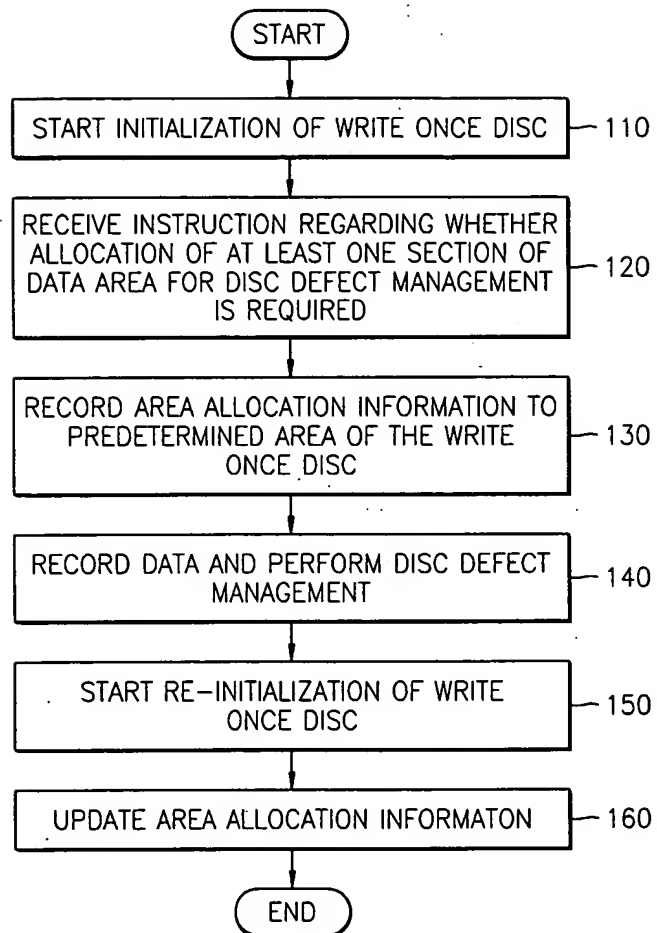 START
START INITIALIZATION OF WRITE ONCE DISC
110
RECEIVE INSTRUCTION REGARDING WHETHER
ALLOCATION OF AT LEAST ONE SECTION OF
DATA AREA FOR DISC DEFECT MANAGEMENT
IS REQUIRED
120
RECORD AREA ALLOCATION INFORMATION TO
PREDETERMINED AREA OF THE WRITE
ONCE DISC
130
RECORD DATA AND PERFORM DISC DEFECT
MANAGEMENT
140
START RE-INITIALIZATION OF WRITE
ONCE DISC
150
UPDATE AREA ALLOCATION INFORMATON
160
END